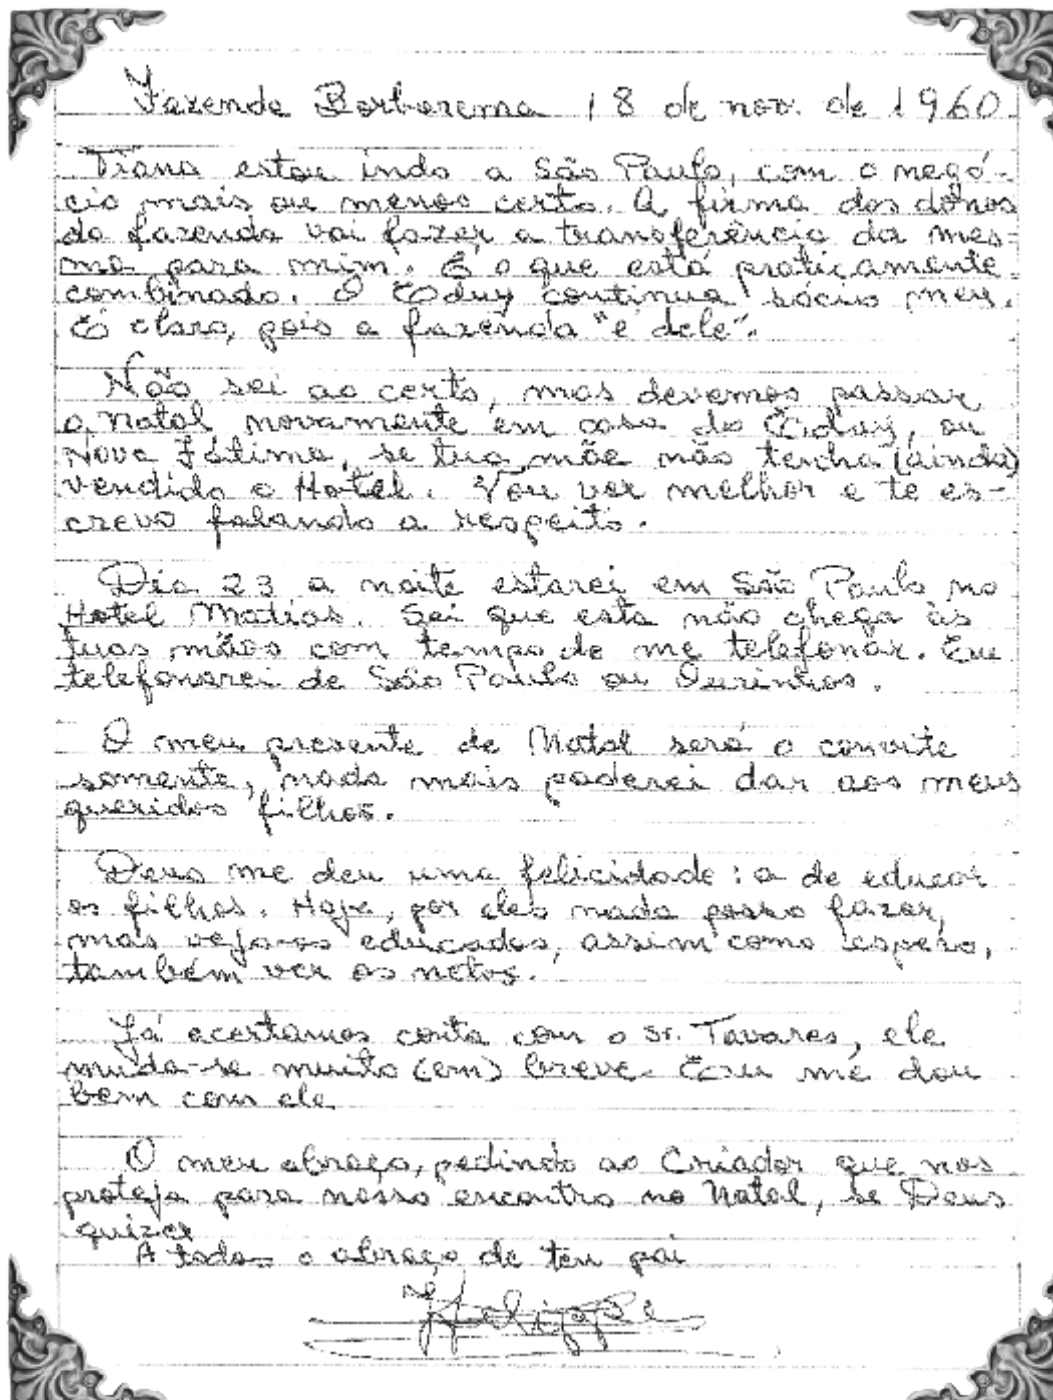 Fazenda Borborema 18 de nov. de 1960.
Tiana estou indo a São Paulo, com o negó-
cio mais ou menos certo. A firma dos donos
da fazenda vai fazer a transferência da mes-
ma para mim. É o que está praticamente
combinado. O Eduy continua sócio meu.
É claro, pois a fazenda "é dele".
Não sei ao certo, mas devemos passar
o Natal novamente em casa do Eduy, ou
Nova Fátima, se tua mãe não tenha (ainda)
vendido o Hotel. Vou ver melhor e te es-
crevo falando a respeito.
Dia 23 a noite estarei em São Paulo no
Hotel Matias. Sei que esta não chega às
tuas mãos com tempo de me telefonar. Eu
telefonarei de São Paulo ou Ourinhos.
O meu presente de Natal será o convite
somente, nada mais poderei dar aos meus
queridos filhos.
Deus me deu uma felicidade: a de educar
os filhos. Hoje, por eles nada posso fazer,
mas vejo-os educados, assim como espero,
também ver os netos.
Já acertamos conta com o Sr. Tavares, ele
muda-se muito (em) breve. Eu me dou
bem com ele
O meu abraço, pedindo ao Criador que nos
proteja para nosso encontro no Natal, se Deus
quizer
A todos o abraço de teu pai
Felippe